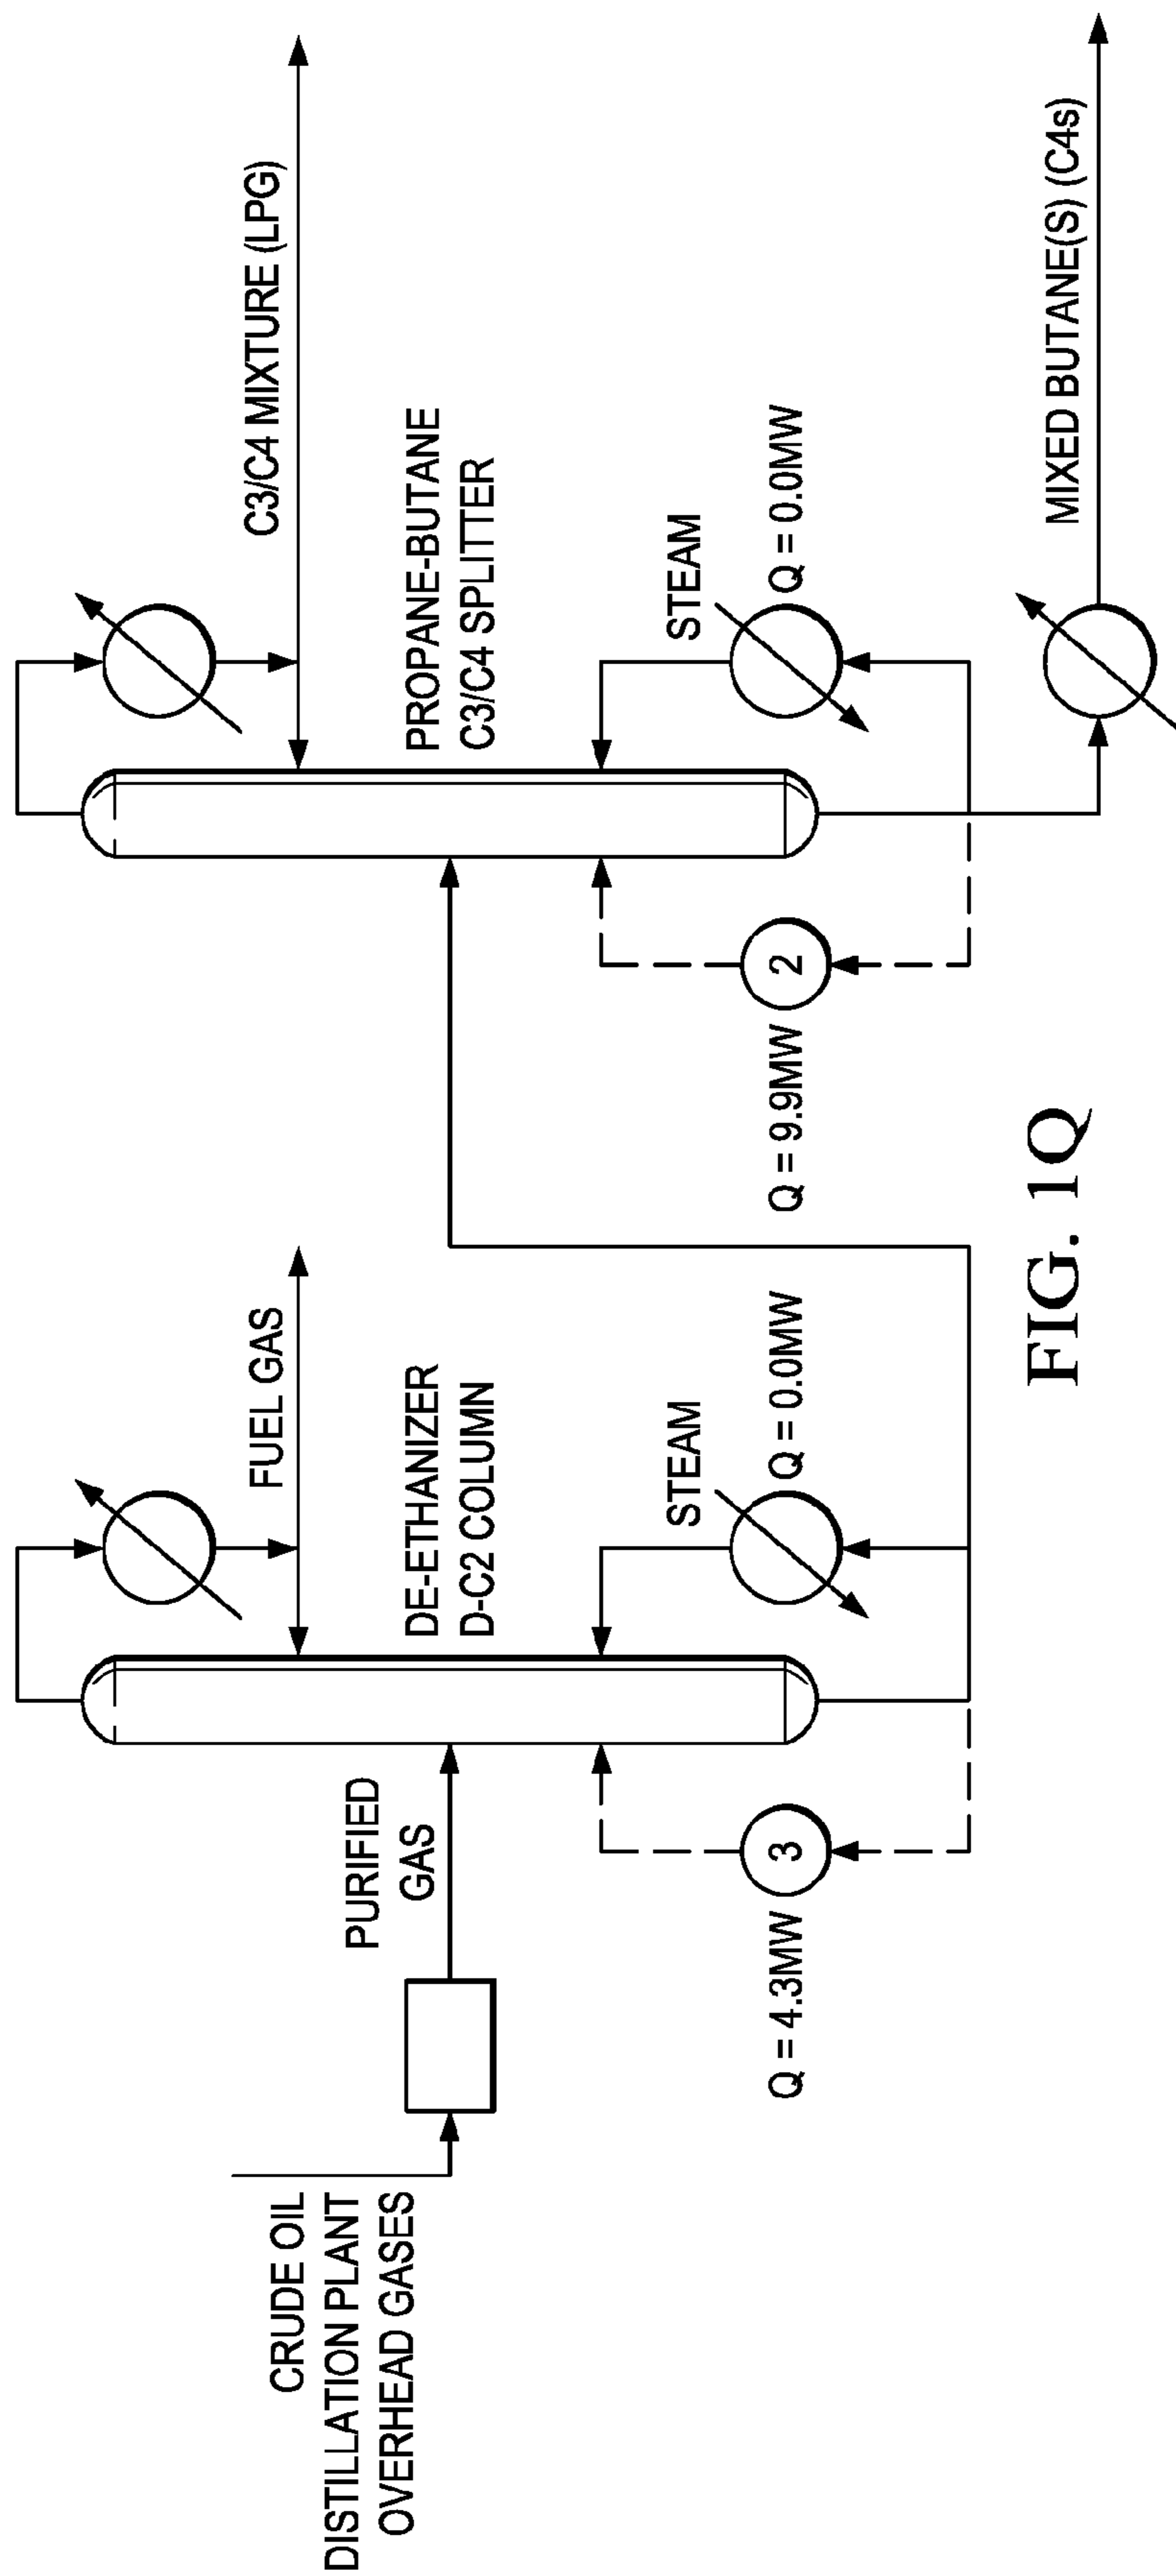 CRUDE OIL
DISTILLATION PLANT
OVERHEAD GASES
PURIFIED
GAS
FUEL GAS
DE-ETHANIZER
D-C2 COLUMN
STEAM
Q = 0.0MW
3
Q = 4.3MW
C3/C4 MIXTURE (LPG)
PROPANE-BUTANE
C3/C4 SPLITTER
STEAM
Q = 0.0MW
2
Q = 9.9MW
MIXED BUTANE(S) (C4s)
FIG. 1Q